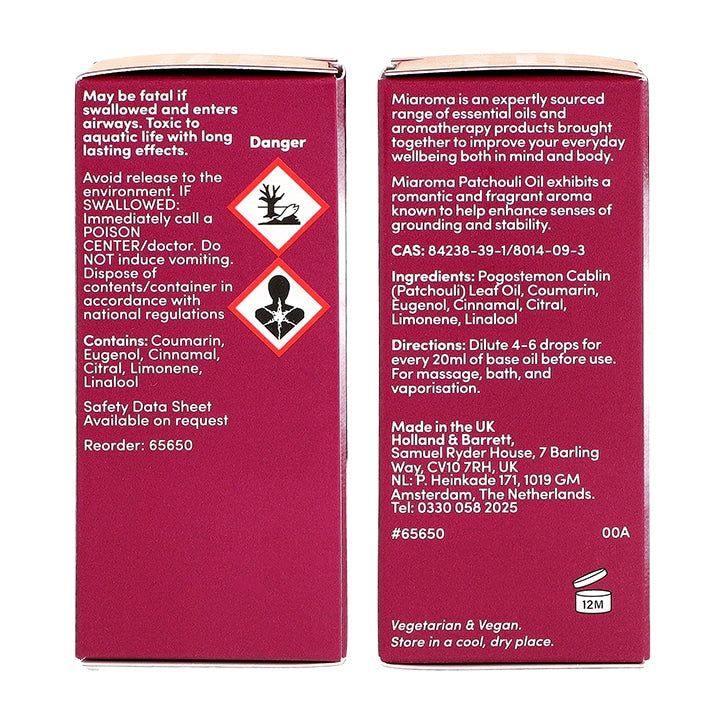 May be fatal if
swallowed and enters
airways. Toxic to
aquatic life with long
lasting effects.
Danger
Avoid release to the
environment. IF
SWALLOWED:
Immediately call a
POISON
CENTER/doctor. Do
NOT induce vomiting.
Dispose of
contents/container in
accordance with
national regulations
Contains: Coumarin,
Eugenol, Cinnamal,
Citral, Limonene,
Linalool
Safety Data Sheet
Available on request
Reorder: 65650
Miaroma is an expertly sourced
range of essential oils and
aromatherapy products brought
together to improve your everyday
wellbeing both in mind and body.
Miaroma Patchouli Oil exhibits a
romantic and fragrant aroma
known to help enhance senses of
grounding and stability.
CAS: 84238-39-1/8014-09-3
Ingredients: Pogostemon Cablin
(Patchouli) Leaf Oil, Coumarin,
Eugenol, Cinnamal, Citral,
Limonene, Linalool
Directions: Dilute 4-6 drops for
every 20ml of base oil before use.
For massage, bath, and
vaporisation.
Made in the UK
Holland & Barrett,
Samuel Ryder House, 7 Barling
Way, CV10 7RH, UK
NL: P. Heinkade 171, 1019 GM
Amsterdam, The Netherlands.
Tel: 0330 058 2025
#65650 00A
12M
Vegetarian & Vegan.
Store in a cool, dry place.